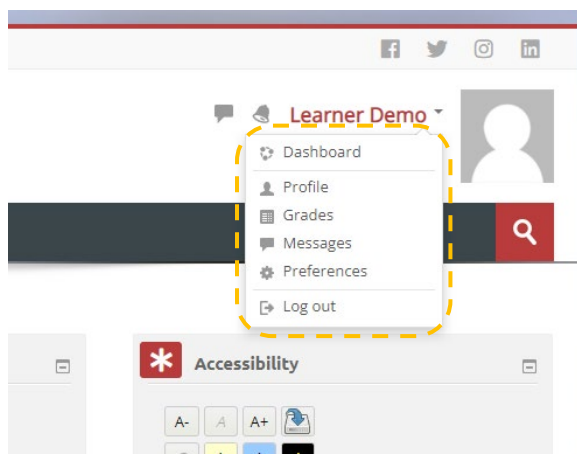 Learner Demo
Dashboard
Profile
Grades
Messages
Preferences
Log out
Accessibility
A- A A+